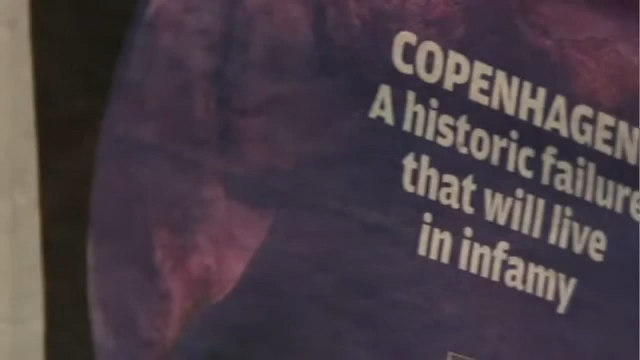 COPENHAGEN
A historic failure
that will live
in infamy